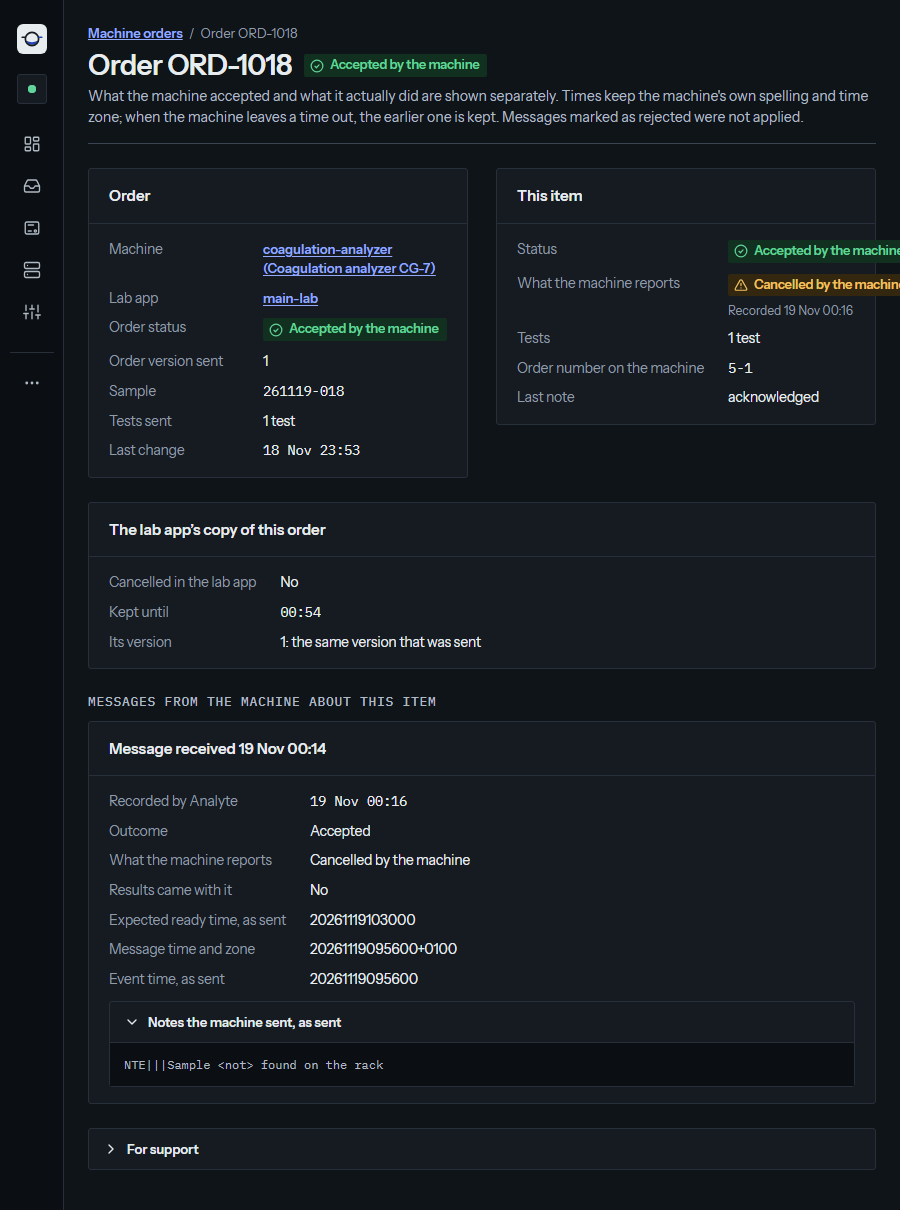 Machine orders / Order ORD-1018
Order ORD-1018 Accepted by the machine
What the machine accepted and what it actually did are shown separately. Times keep the machine's own spelling and time
zone; when the machine leaves a time out, the earlier one is kept. Messages marked as rejected were not applied.
Order
Machine coagulation-analyzer
(Coagulation analyzer CG-7)
Lab app main-lab
Order status Accepted by the machine
Order version sent 1
Sample 261119-018
Tests sent 1 test
Last change 18 Nov 23:53
This item
Status Accepted by the machine
What the machine reports Cancelled by the machin
Recorded 19 Nov 00:16
Tests 1 test
Order number on the machine 5-1
Last note acknowledged
The lab app's copy of this order
Cancelled in the lab app No
Kept until 00:54
Its version 1: the same version that was sent
MESSAGES FROM THE MACHINE ABOUT THIS ITEM
Message received 19 Nov 00:14
Recorded by Analyte 19 Nov 00:16
Outcome Accepted
What the machine reports Cancelled by the machine
Results came with it No
Expected ready time, as sent 20261119103000
Message time and zone 20261119095600+0100
Event time, as sent 20261119095600
Notes the machine sent, as sent
NTE|||Sample <not> found on the rack
For support